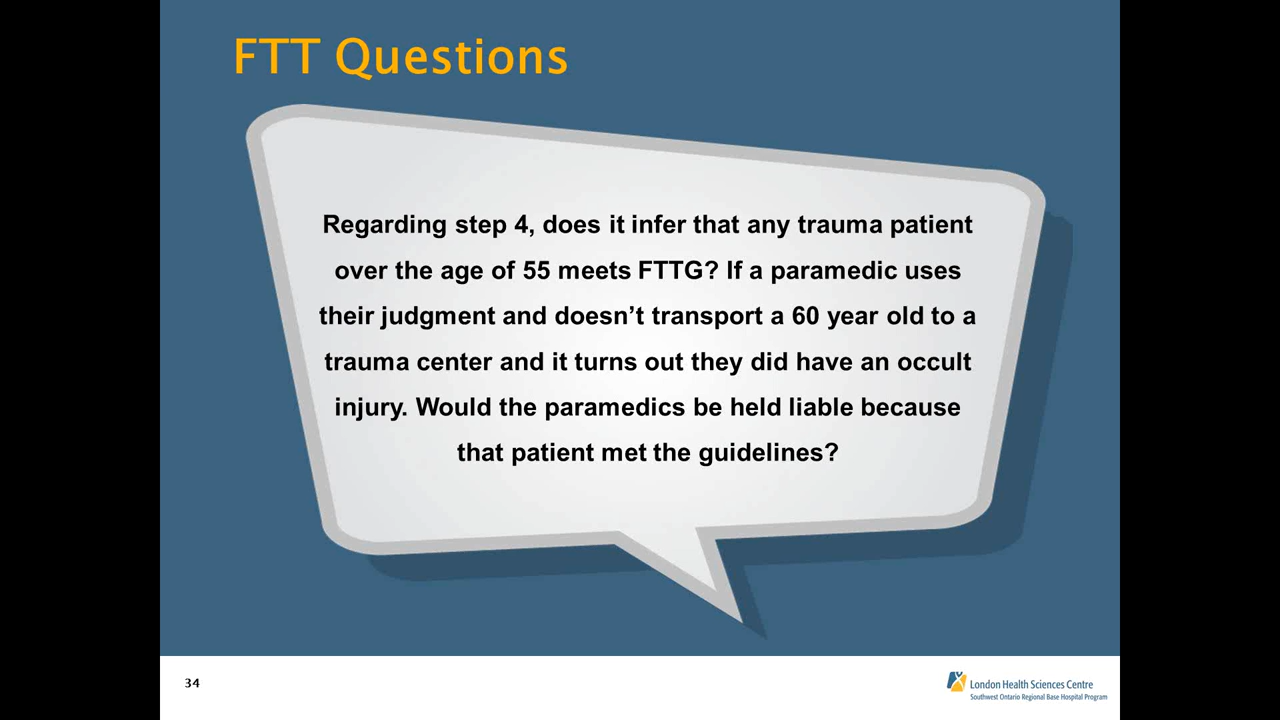 FTT Questions
Regarding step 4, does it infer that any trauma patient
over the age of 55 meets FTTG? If a paramedic uses
their judgment and doesn’t transport a 60 year old to a
trauma center and it turns out they did have an occult
injury. Would the paramedics be held liable because
that patient met the guidelines?
34
London Health Sciences Centre
Southwest Ontario Regional Base Hospital Program